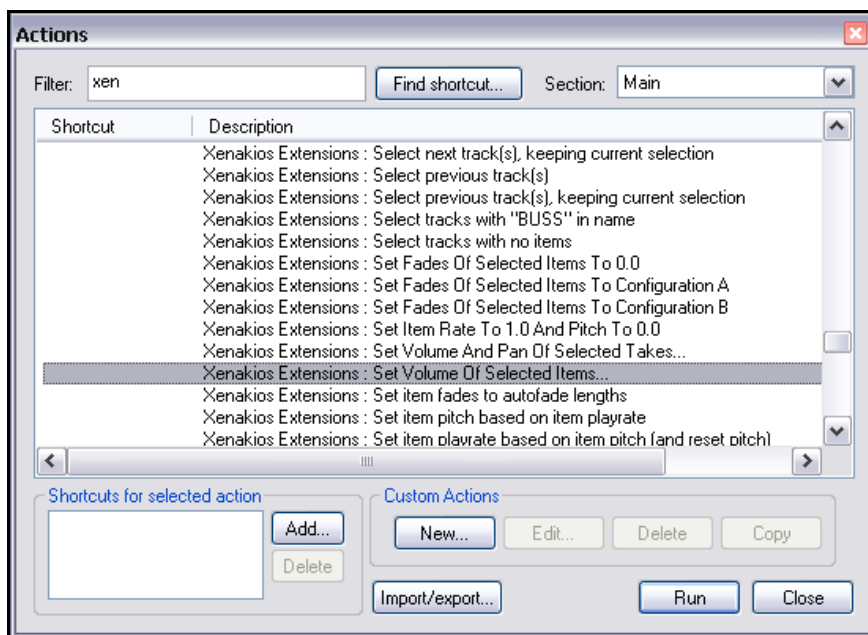 Actions
Filter: xen Find shortcut... Section: Main
Shortcut Description
Xenakios Extensions : Select next track(s), keeping current selection
Xenakios Extensions : Select previous track(s)
Xenakios Extensions : Select previous track(s), keeping current selection
Xenakios Extensions : Select tracks with "BUSS" in name
Xenakios Extensions : Select tracks with no items
Xenakios Extensions : Set Fades Of Selected Items To 0.0
Xenakios Extensions : Set Fades Of Selected Items To Configuration A
Xenakios Extensions : Set Fades Of Selected Items To Configuration B
Xenakios Extensions : Set Item Rate To 1.0 And Pitch To 0.0
Xenakios Extensions : Set Volume And Pan Of Selected Takes...
Xenakios Extensions : Set Volume Of Selected Items...
Xenakios Extensions : Set item fades to autofade lengths
Xenakios Extensions : Set item pitch based on item playrate
Xenakios Extensions : Set item playrate based on item pitch (and reset pitch)
Shortcuts for selected action Custom Actions
Add... New... Edit... Delete Copy
Delete
Import/export... Run Close